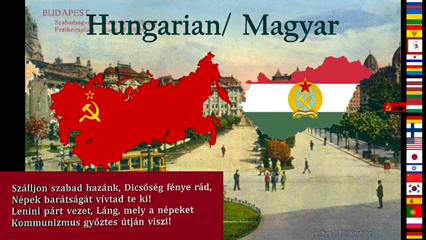 BUDAPEST
Hungarian/ Magyar
Szálljon szabad hazánk, Dicsőség fénye rád,
Népek barátságát vívtad te ki!
Lenini párt vezet, Láng, mely a népeket
Kommunizmus győztes útján viszi!